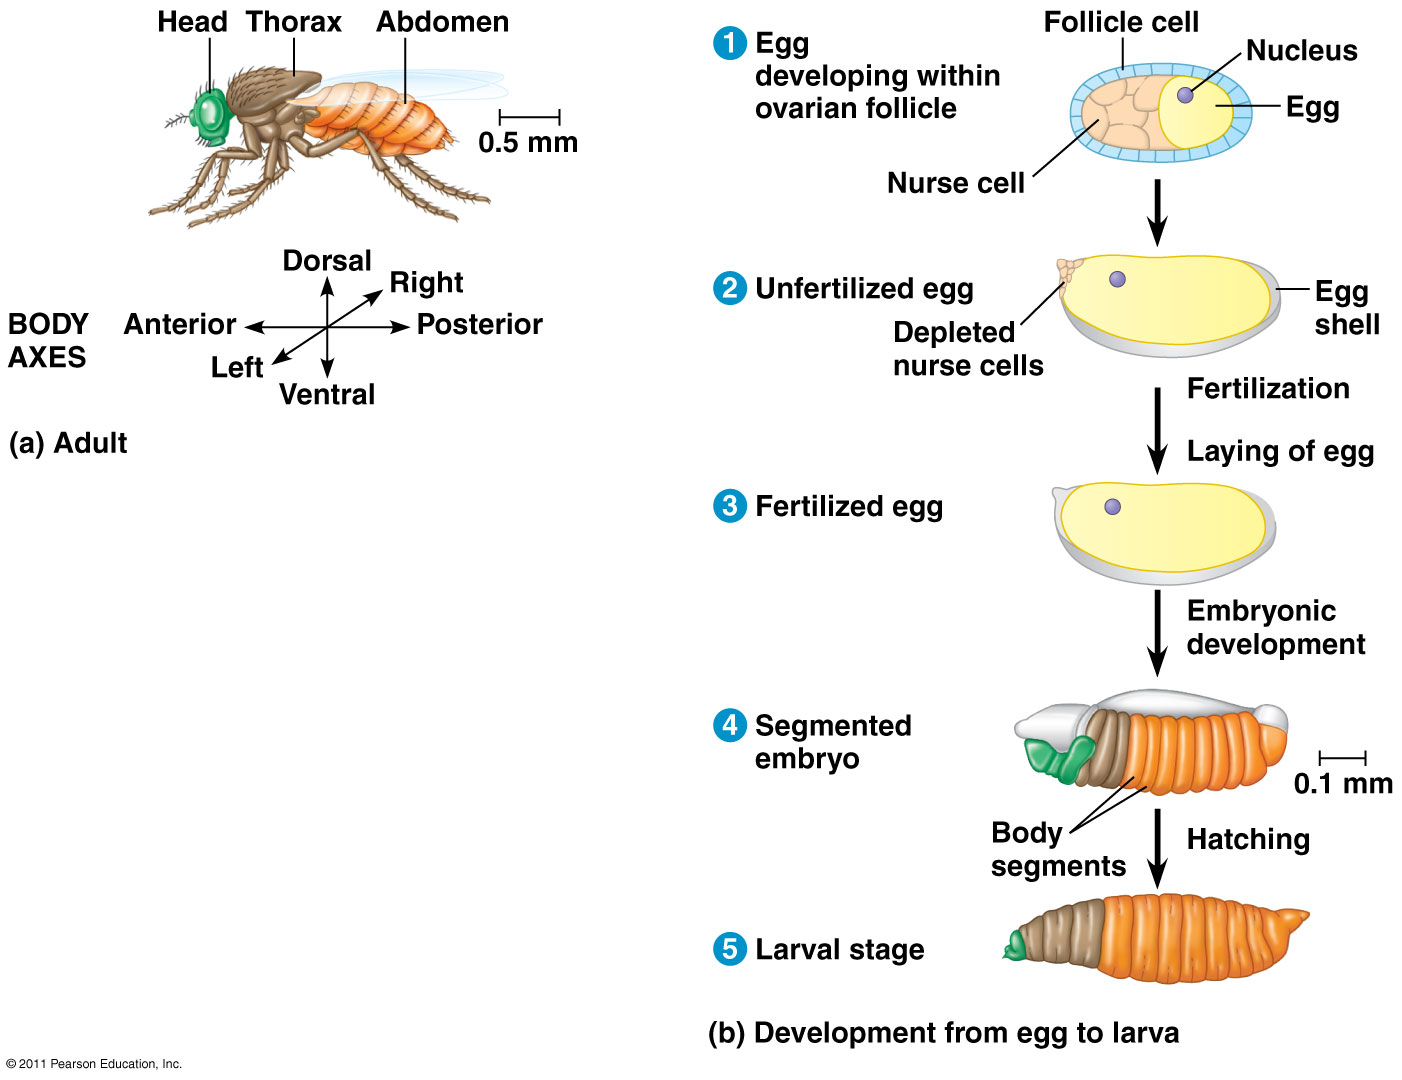 Head Thorax Abdomen
0.5 mm
Dorsal
Right
BODY
AXES
Anterior
Posterior
Left
Ventral
(a) Adult
1 Egg
developing within
ovarian follicle
Follicle cell
Nucleus
Egg
Nurse cell
2 Unfertilized egg
Depleted
nurse cells
Egg
shell
Fertilization
Laying of egg
3 Fertilized egg
Embryonic
development
4 Segmented
embryo
0.1 mm
Body
segments
Hatching
5 Larval stage
(b) Development from egg to larva
© 2011 Pearson Education, Inc.